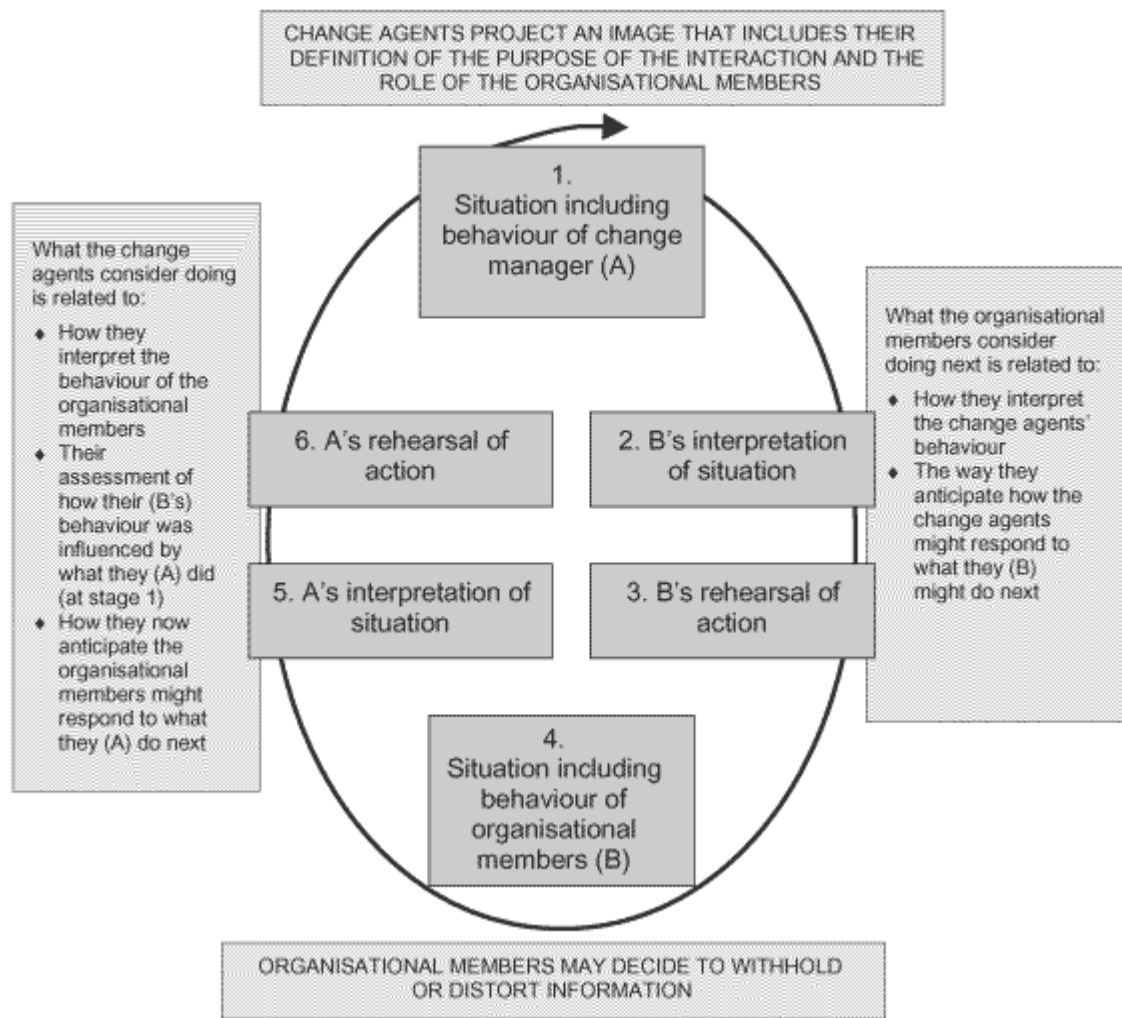 CHANGE AGENTS PROJECT AN IMAGE THAT INCLUDES THEIR
DEFINITION OF THE PURPOSE OF THE INTERACTION AND THE
ROLE OF THE ORGANISATIONAL MEMBERS
1.
Situation including
behaviour of change
manager (A)
What the change
agents consider doing
is related to:
♦ How they
interpret the
behaviour of the
organisational
members
♦ Their
assessment of
how their (B's)
behaviour was
influenced by
what they (A) did
(at stage 1)
♦ How they now
anticipate the
organisational
members might
respond to what
they (A) do next
What the organisational
members consider
doing next is related to:
♦ How they interpret
the change agents'
behaviour
♦ The way they
anticipate how the
change agents
might respond to
what they (B)
might do next
6. A's rehearsal of
action
2. B's interpretation
of situation
5. A's interpretation of
situation
3. B's rehearsal of
action
4.
Situation including
behaviour of
organisational
members (B)
ORGANISATIONAL MEMBERS MAY DECIDE TO WITHHOLD
OR DISTORT INFORMATION